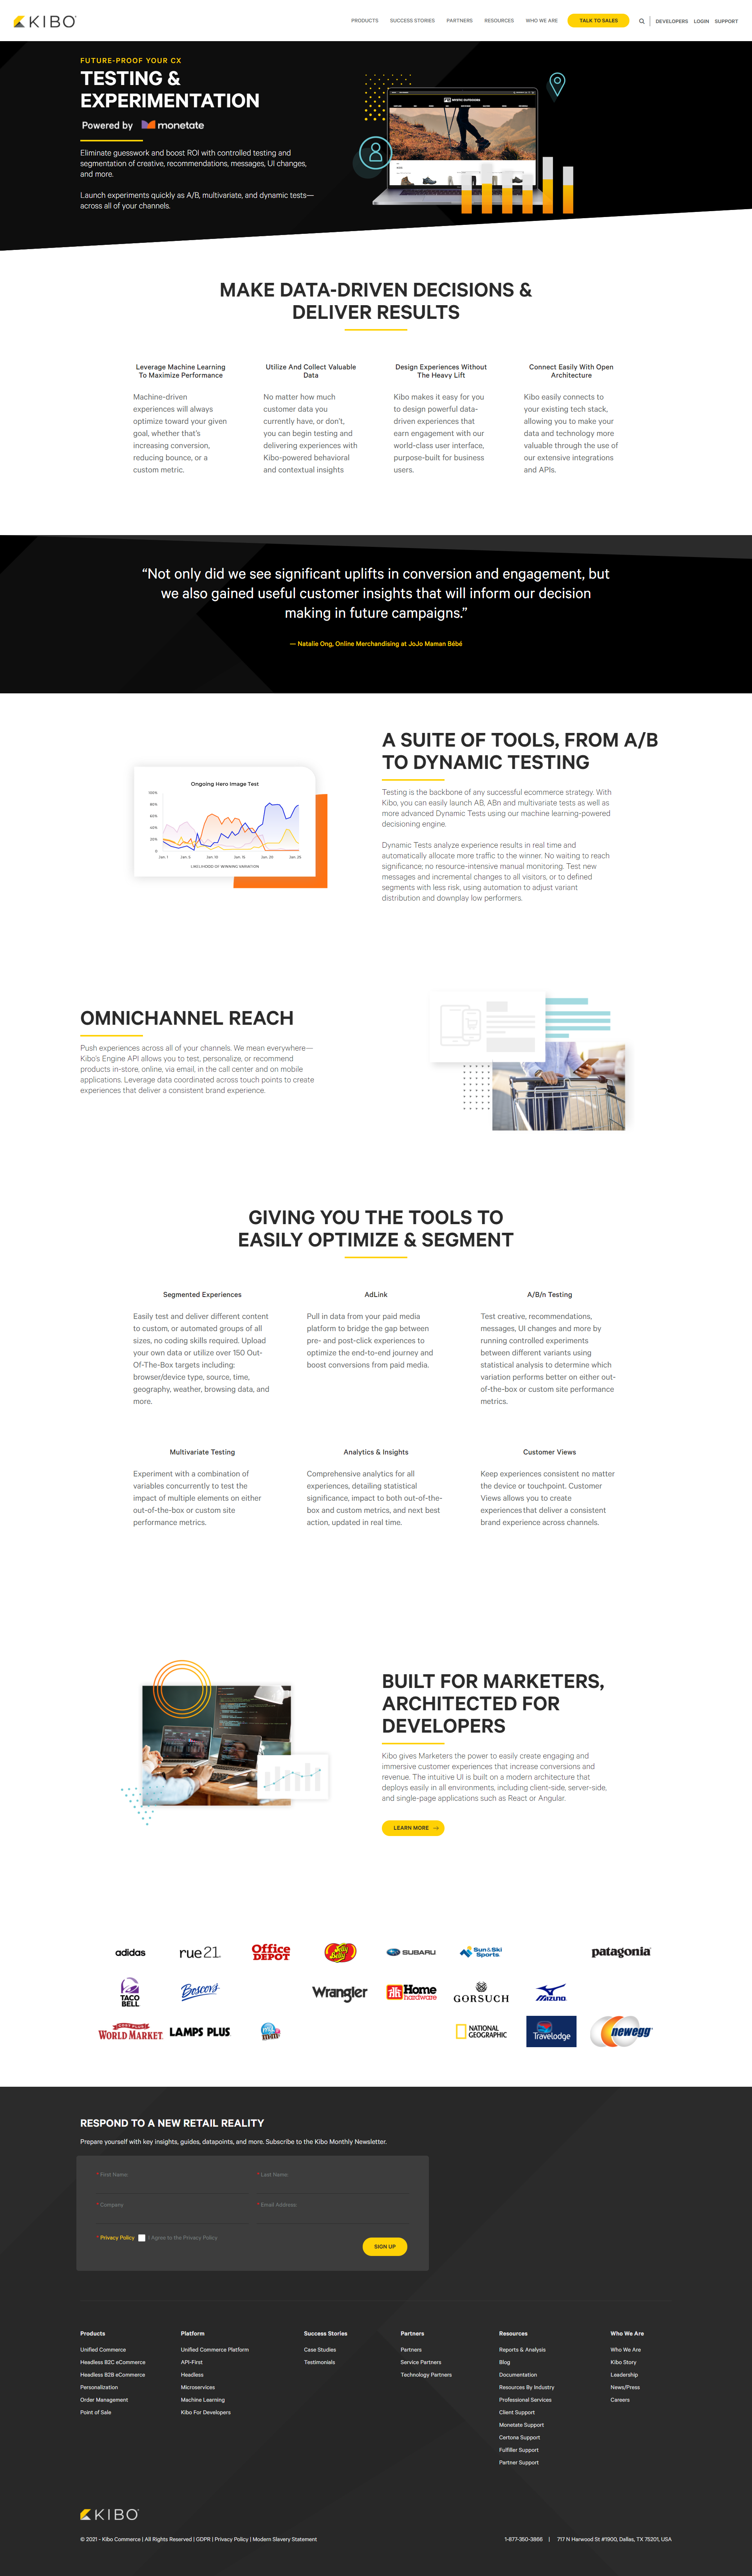 KIBO
PRODUCTS SUCCESS STORIES PARTNERS RESOURCES WHO WE ARE TALK TO SALES DEVELOPERS LOGIN SUPPORT
FUTURE-PROOF YOUR CX
TESTING &
EXPERIMENTATION
Powered by monetate
Eliminate guesswork and boost ROI with controlled testing and
segmentation of creative, recommendations, messages, UI changes,
and more.
Launch experiments quickly as A/B, multivariate, and dynamic tests—
across all of your channels.
MAKE DATA-DRIVEN DECISIONS &
DELIVER RESULTS
Leverage Machine Learning
To Maximize Performance
Machine-driven
experiences will always
optimize toward your given
goal, whether that's
increasing conversion,
reducing bounce, or a
custom metric.
Utilize And Collect Valuable
Data
No matter how much
customer data you
currently have, or don't,
you can begin testing and
delivering experiences with
Kibo-powered behavioral
and contextual insights
Design Experiences Without
The Heavy Lift
Kibo makes it easy for you
to design powerful data-
driven experiences that
earn engagement with our
world-class user interface,
purpose-built for business
users.
Connect Easily With Open
Architecture
Kibo easily connects to
your existing tech stack,
allowing you to make your
data and technology more
valuable through the use of
our extensive integrations
and APIs.
“Not only did we see significant uplifts in conversion and engagement, but
we also gained useful customer insights that will inform our decision
making in future campaigns.”
— Natalie Ong, Online Merchandising at JoJo Maman Bébé
Ongoing Hero Image Test
100%
80%
60%
40%
20%
0
Jan. 1 Jan. 5 Jan. 10 Jan. 15 Jan. 20 Jan. 25
LIKELIHOOD OF WINNING VARIATION
A SUITE OF TOOLS, FROM A/B
TO DYNAMIC TESTING
Testing is the backbone of any successful ecommerce strategy. With
Kibo, you can easily launch AB, ABn and multivariate tests as well as
more advanced Dynamic Tests using our machine learning-powered
decisioning engine.
Dynamic Tests analyze experience results in real time and
automatically allocate more traffic to the winner. No waiting to reach
significance; no resource-intensive manual monitoring. Test new
messages and incremental changes to all visitors, or to defined
segments with less risk, using automation to adjust variant
distribution and downplay low performers.
OMNICHANNEL REACH
Push experiences across all of your channels. We mean everywhere—
Kibo's Engine API allows you to test, personalize, or recommend
products in-store, online, via email, in the call center and on mobile
applications. Leverage data coordinated across touch points to create
experiences that deliver a consistent brand experience.
GIVING YOU THE TOOLS TO
EASILY OPTIMIZE & SEGMENT
Segmented Experiences
Easily test and deliver different content
to custom, or automated groups of all
sizes, no coding skills required. Upload
your own data or utilize over 150 Out-
Of-The-Box targets including:
browser/device type, source, time,
geography, weather, browsing data, and
more.
AdLink
Pull in data from your paid media
platform to bridge the gap between
pre- and post-click experiences to
optimize the end-to-end journey and
boost conversions from paid media.
A/B/n Testing
Test creative, recommendations,
messages, UI changes and more by
running controlled experiments
between different variants using
statistical analysis to determine which
variation performs better on either out-
of-the-box or custom site performance
metrics.
Multivariate Testing
Experiment with a combination of
variables concurrently to test the
impact of multiple elements on either
out-of-the-box or custom site
performance metrics.
Analytics & Insights
Comprehensive analytics for all
experiences, detailing statistical
significance, impact to both out-of-the-
box and custom metrics, and next best
action, updated in real time.
Customer Views
Keep experiences consistent no matter
the device or touchpoint. Customer
Views allows you to create
experiences that deliver a consistent
brand experience across channels.
BUILT FOR MARKETERS,
ARCHITECTED FOR
DEVELOPERS
Kibo gives Marketers the power to easily create engaging and
immersive customer experiences that increase conversions and
revenue. The intuitive UI is built on a modern architecture that
deploys easily in all environments, including client-side, server-side,
and single-page applications such as React or Angular.
LEARN MORE
adidas rue21 Office DEPOT Jelly Belly SUBARU Sun & Ski Sports patagonia
TACO BELL Boscov's Wrangler Home hardware GORSUCH MIZUNO
COST PLUS WORLD MARKET LAMPS PLUS NATIONAL GEOGRAPHIC Travelodge newegg
RESPOND TO A NEW RETAIL REALITY
Prepare yourself with key insights, guides, datapoints, and more. Subscribe to the Kibo Monthly Newsletter.
* First Name: * Last Name:
* Company * Email Address:
* Privacy Policy I Agree to the Privacy Policy
SIGN UP
Products
Unified Commerce
Headless B2C eCommerce
Headless B2B eCommerce
Personalization
Order Management
Point of Sale
Platform
Unified Commerce Platform
API-First
Headless
Microservices
Machine Learning
Kibo For Developers
Success Stories
Case Studies
Testimonials
Partners
Partners
Service Partners
Technology Partners
Resources
Reports & Analysis
Blog
Documentation
Resources By Industry
Professional Services
Client Support
Monetate Support
Certona Support
Fulfiller Support
Partner Support
Who We Are
Who We Are
Kibo Story
Leadership
News/Press
Careers
KIBO
© 2021 - Kibo Commerce | All Rights Reserved | GDPR | Privacy Policy | Modern Slavery Statement
1-877-350-3866 | 717 N Harwood St #1900, Dallas, TX 75201, USA